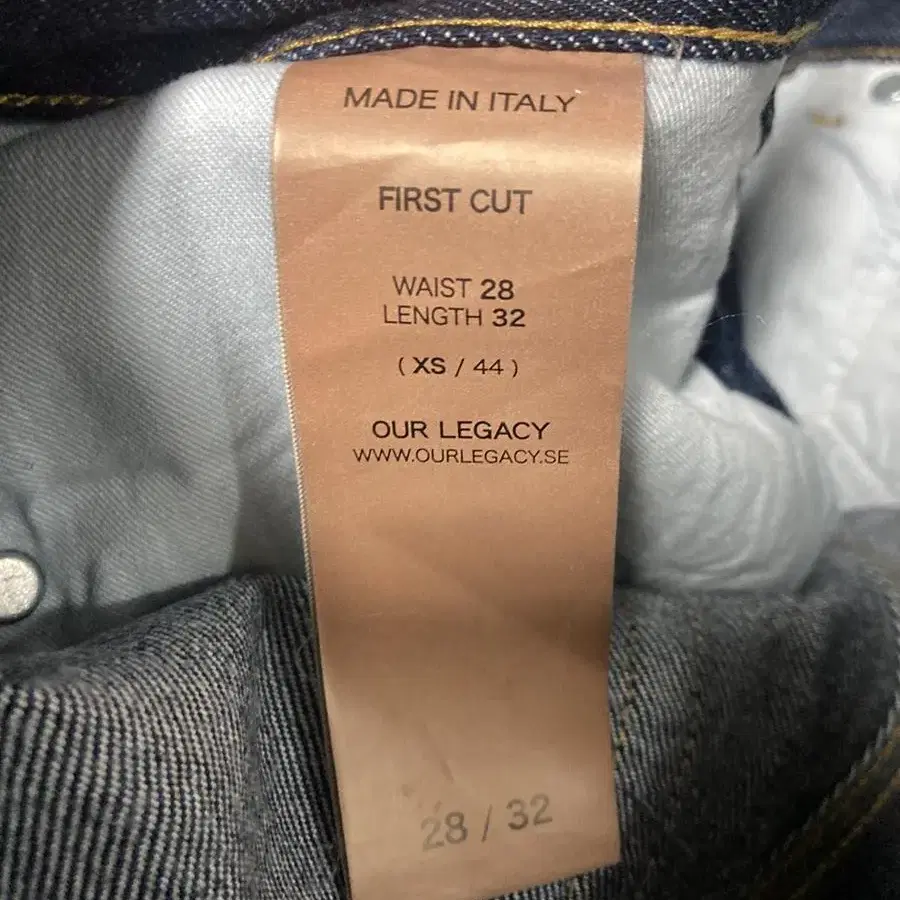 MADE IN ITALY
FIRST CUT
WAIST 28
LENGTH 32
( XS / 44 )
OUR LEGACY
WWW.OURLEGACY.SE
28 / 32